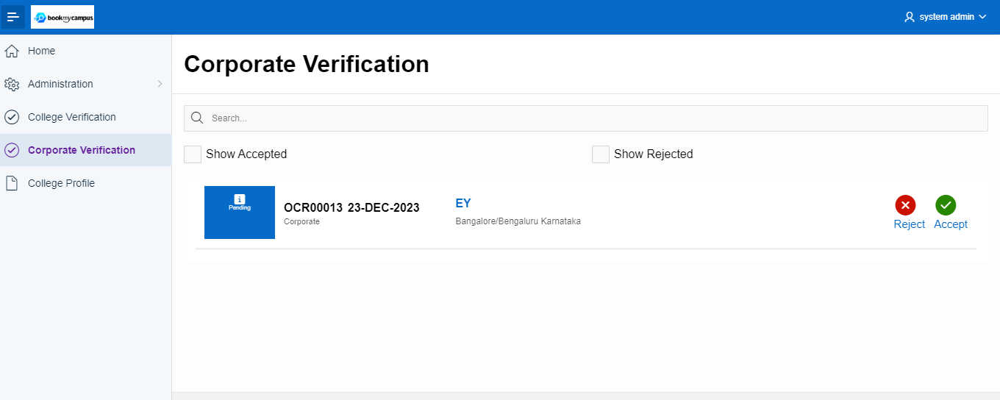 bookmycampus
system admin
Home
Administration
College Verification
Corporate Verification
College Profile
Corporate Verification
Search...
Show Accepted
Show Rejected
Pending
OCR00013 23-DEC-2023
Corporate
EY
Bangalore/Bengaluru Karnataka
Reject
Accept